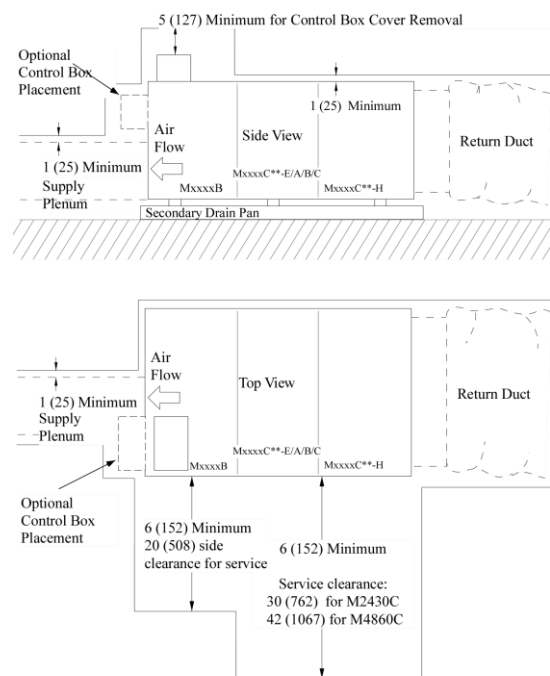 5 (127) Minimum for Control Box Cover Removal
Optional
Control Box
Placement
1 (25) Minimum
Air
Flow
Side View
Return Duct
1 (25) Minimum
Supply
Plenum
MxxxxB
MxxxxC**-E/A/B/C
MxxxxC**-H
Secondary Drain Pan
Air
Flow
Top View
Return Duct
1 (25) Minimum
Supply
Plenum
MxxxxB
MxxxxC**-E/A/B/C
MxxxxC**-H
Optional
Control Box
Placement
6 (152) Minimum
20 (508) side
clearance for service
6 (152) Minimum
Service clearance:
30 (762) for M2430C
42 (1067) for M4860C